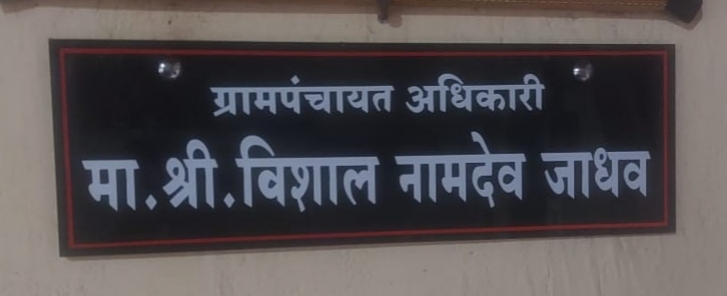 ग्रामपंचायत अधिकारी
मा.श्री.विशाल नामदेव जाधव